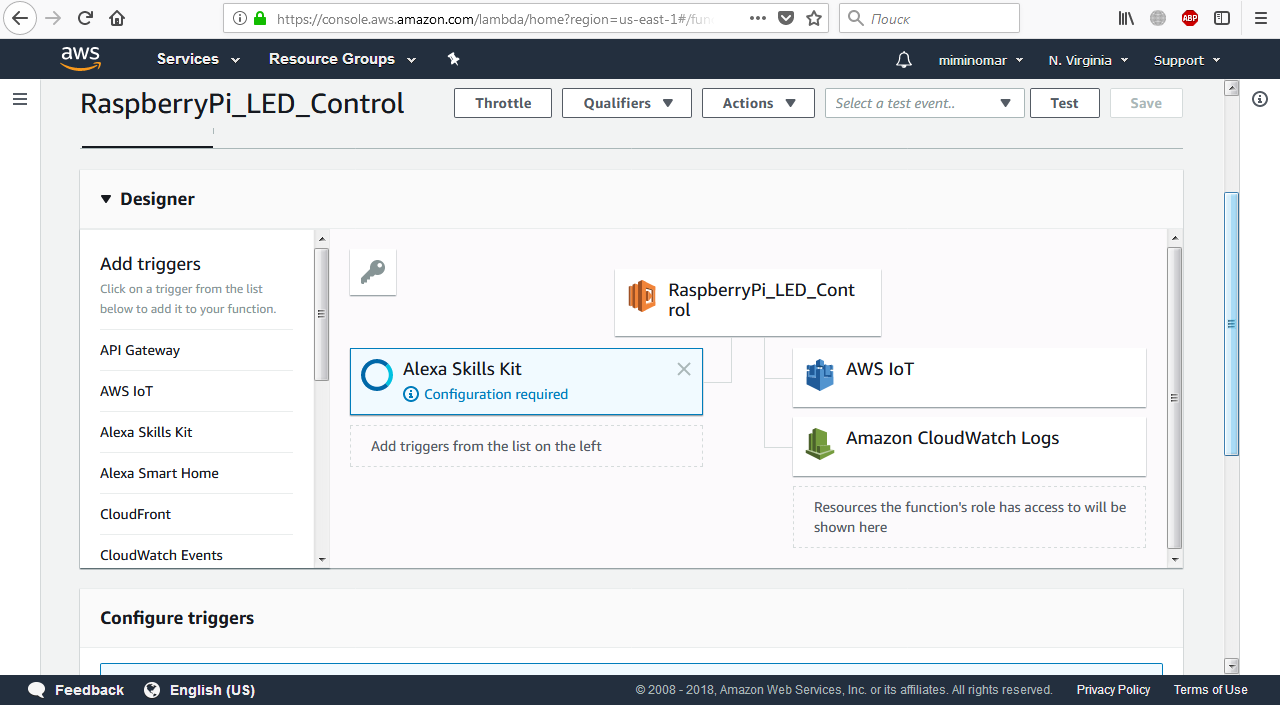 https://console.aws.amazon.com/lambda/home?region=us-east-1#/fun
Поиск
ABP
aws
Services
Resource Groups
miminomar
N. Virginia
Support
RaspberryPi_LED_Control
Throttle
Qualifiers
Actions
Select a test event..
Test
Save
Designer
Add triggers
Click on a trigger from the list
below to add it to your function.
API Gateway
AWS IoT
Alexa Skills Kit
Alexa Smart Home
CloudFront
CloudWatch Events
RaspberryPi_LED_Cont
rol
Alexa Skills Kit
Configuration required
Add triggers from the list on the left
AWS IoT
Amazon CloudWatch Logs
Resources the function's role has access to will be
shown here
Configure triggers
Feedback
English (US)
© 2008 - 2018, Amazon Web Services, Inc. or its affiliates. All rights reserved.
Privacy Policy
Terms of Use